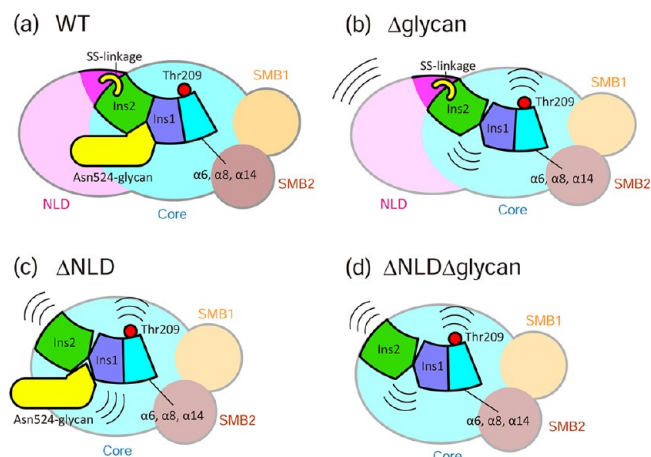 (a) WT
SS-linkage
Thr209
SMB1
Ins2
Ins1
Asn524-glycan
α6, α8, α14
NLD
Core
SMB2
(b) Δglycan
SS-linkage
Thr209
SMB1
Ins2
Ins1
α6, α8, α14
NLD
Core
SMB2
(c) ΔNLD
Thr209
SMB1
Ins2
Ins1
Asn524-glycan
α6, α8, α14
SMB2
Core
(d) ΔNLDΔglycan
Thr209
SMB1
Ins2
Ins1
α6, α8, α14
SMB2
Core